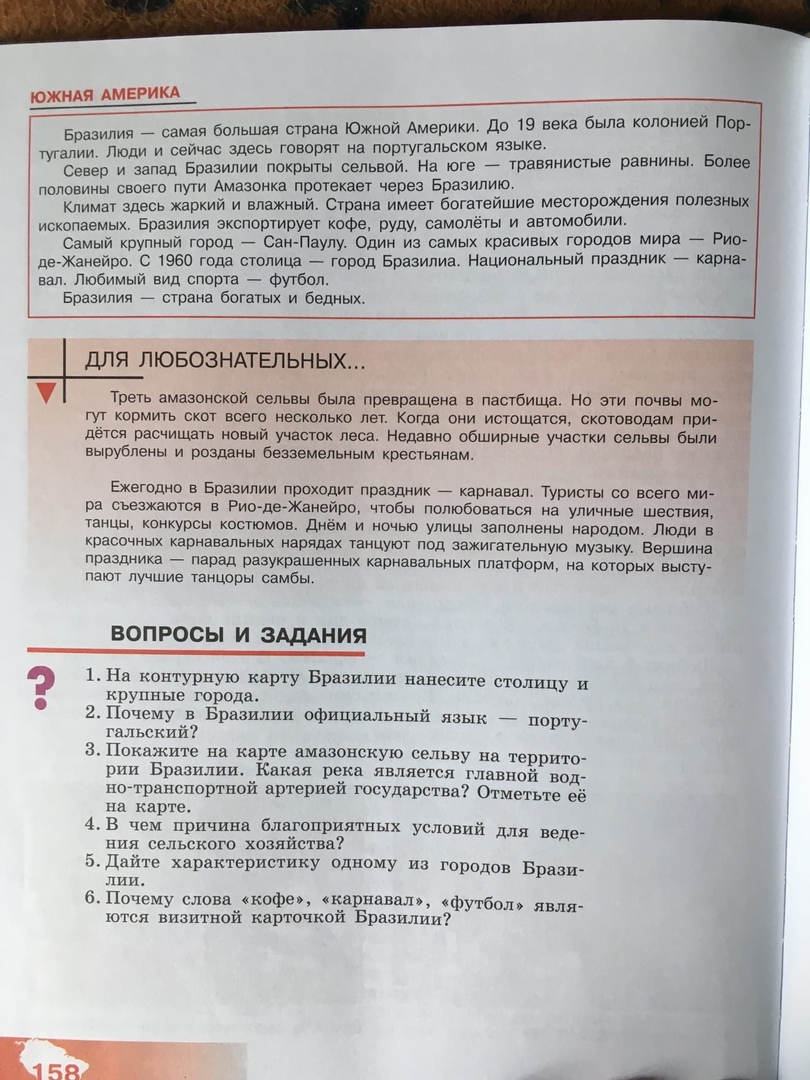 ЮЖНАЯ АМЕРИКА
Бразилия — самая большая страна Южной Америки. До 19 века была колонией Пор-
тугалии. Люди и сейчас здесь говорят на португальском языке.
Север и запад Бразилии покрыты сельвой. На юге — травянистые равнины. Более
половины своего пути Амазонка протекает через Бразилию.
Климат здесь жаркий и влажный. Страна имеет богатейшие месторождения полезных
ископаемых. Бразилия экспортирует кофе, руду, самолёты и автомобили.
Самый крупный город — Сан-Паулу. Один из самых красивых городов мира — Рио-
де-Жанейро. С 1960 года столица — город Бразилиа. Национальный праздник — карна-
вал. Любимый вид спорта — футбол.
Бразилия — страна богатых и бедных.
ДЛЯ ЛЮБОЗНАТЕЛЬНЫХ...
Треть амазонской сельвы была превращена в пастбища. Но эти почвы мо-
гут кормить скот всего несколько лет. Когда они истощатся, скотоводам при-
дётся расчищать новый участок леса. Недавно обширные участки сельвы были
вырублены и розданы безземельным крестьянам.
Ежегодно в Бразилии проходит праздник — карнавал. Туристы со всего ми-
ра съезжаются в Рио-де-Жанейро, чтобы полюбоваться на уличные шествия,
танцы, конкурсы костюмов. Днём и ночью улицы заполнены народом. Люди в
красочных карнавальных нарядах танцуют под зажигательную музыку. Вершина
праздника — парад разукрашенных карнавальных платформ, на которых высту-
пают лучшие танцоры самбы.
ВОПРОСЫ И ЗАДАНИЯ
?
1. На контурную карту Бразилии нанесите столицу и
крупные города.
2. Почему в Бразилии официальный язык — порту-
гальский?
3. Покажите на карте амазонскую сельву на террито-
рии Бразилии. Какая река является главной вод-
но-транспортной артерией государства? Отметьте её
на карте.
4. В чем причина благоприятных условий для веде-
ния сельского хозяйства?
5. Дайте характеристику одному из городов Брази-
лии.
6. Почему слова «кофе», «карнавал», «футбол» явля-
ются визитной карточкой Бразилии?
158